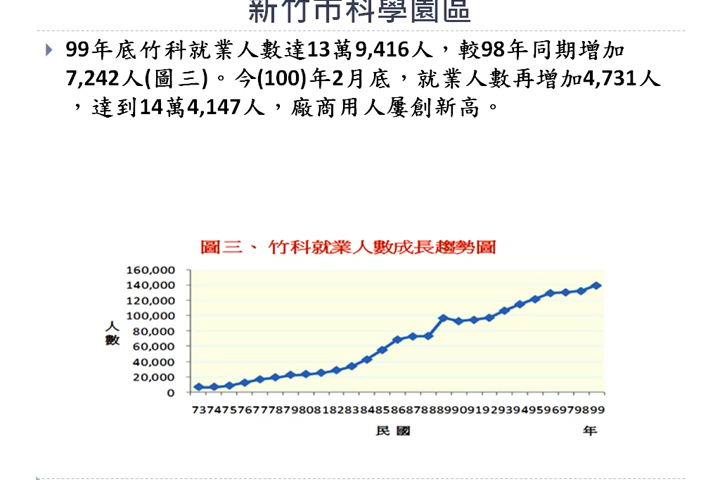 新竹市科學園區
99年底竹科就業人數達13萬9,416人，較98年同期增加
7,242人(圖三)。今(100)年2月底，就業人數再增加4,731人
，達到14萬4,147人，廠商用人屢創新高。
圖三、竹科就業人數成長趨勢圖
160,000
140,000
120,000
100,000
80,000
60,000
40,000
20,000
0
人數
737475767778798081828384858687888990919293949596979899
民國 年